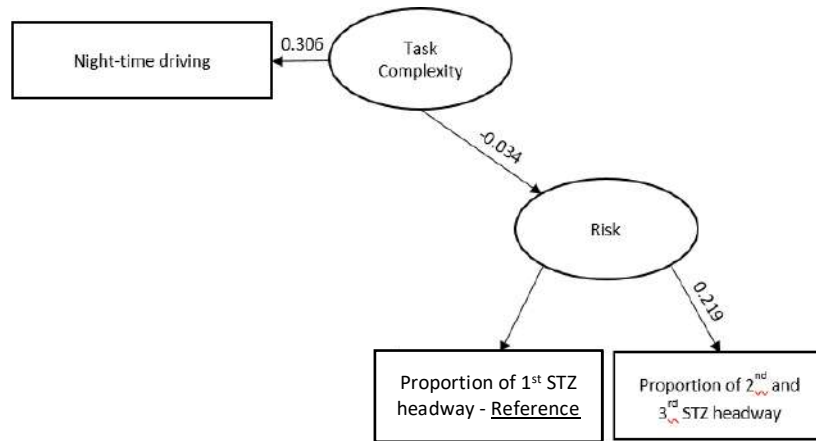 Night-time driving
0.306
Task
Complexity
-0.034
Risk
0.219
Proportion of 1st STZ
headway - Reference
Proportion of 2nd and
3rd STZ headway